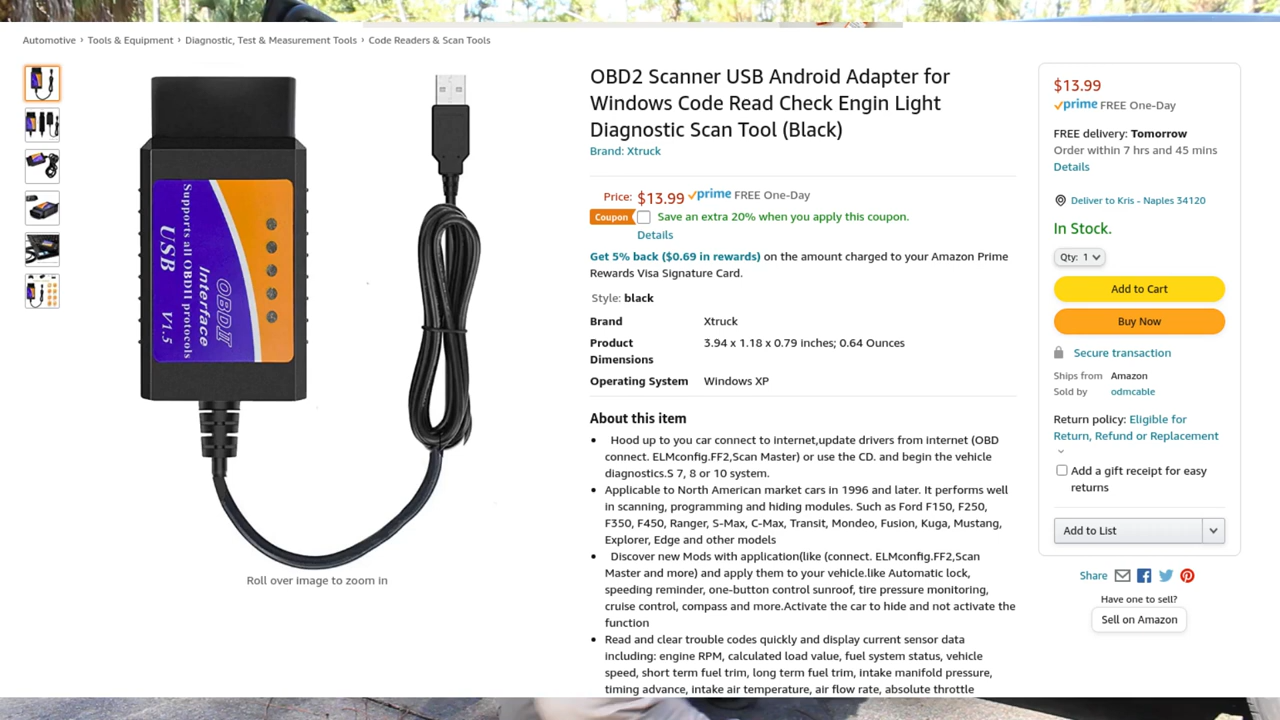 Automotive › Tools & Equipment › Diagnostic, Test & Measurement Tools › Code Readers & Scan Tools
Supports all OBDII protocols
USB
Interface
OBDII
V1.5
Roll over image to zoom in
OBD2 Scanner USB Android Adapter for
Windows Code Read Check Engin Light
Diagnostic Scan Tool (Black)
Brand: Xtruck
Price: $13.99 prime FREE One-Day
Coupon Save an extra 20% when you apply this coupon.
Details
Get 5% back ($0.69 in rewards) on the amount charged to your Amazon Prime
Rewards Visa Signature Card.
Style: black
Brand Xtruck
Product 3.94 x 1.18 x 0.79 inches; 0.64 Ounces
Dimensions
Operating System Windows XP
About this item
• Hood up to you car connect to internet,update drivers from internet (OBD
connect. ELMconfig.FF2,Scan Master) or use the CD. and begin the vehicle
diagnostics.S 7, 8 or 10 system.
• Applicable to North American market cars in 1996 and later. It performs well
in scanning, programming and hiding modules. Such as Ford F150, F250,
F350, F450, Ranger, S-Max, C-Max, Transit, Mondeo, Fusion, Kuga, Mustang,
Explorer, Edge and other models
• Discover new Mods with application(like (connect. ELMconfig.FF2,Scan
Master and more) and apply them to your vehicle.like Automatic lock,
speeding reminder, one-button control sunroof, tire pressure monitoring,
cruise control, compass and more.Activate the car to hide and not activate the
function
• Read and clear trouble codes quickly and display current sensor data
including: engine RPM, calculated load value, fuel system status, vehicle
speed, short term fuel trim, long term fuel trim, intake manifold pressure,
timing advance, intake air temperature, air flow rate, absolute throttle
$13.99
prime FREE One-Day
FREE delivery: Tomorrow
Order within 7 hrs and 45 mins
Details
Deliver to Kris - Naples 34120
In Stock.
Qty: 1
Add to Cart
Buy Now
Secure transaction
Ships from Amazon
Sold by odmcable
Return policy: Eligible for
Return, Refund or Replacement
Add a gift receipt for easy
returns
Add to List
Share
Have one to sell?
Sell on Amazon